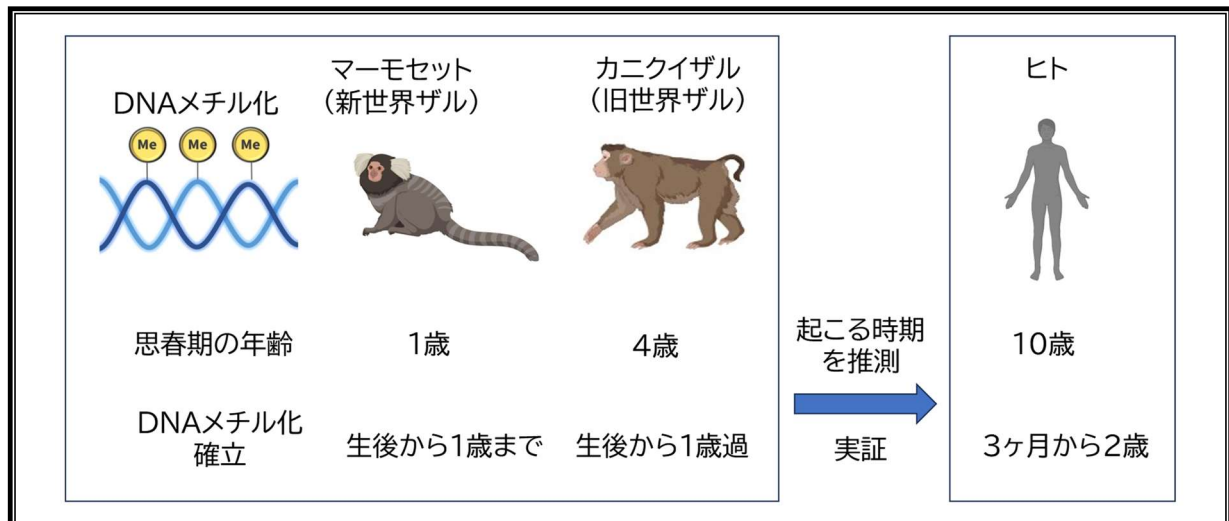 DNAメチル化
Me Me Me
マーモセット
（新世界ザル）
カニクイザル
（旧世界ザル）
ヒト
思春期の年齢
1歳
4歳
起こる時期
を推測
10歳
DNAメチル化
確立
生後から1歳まで
生後から1歳過
実証
3ヶ月から2歳